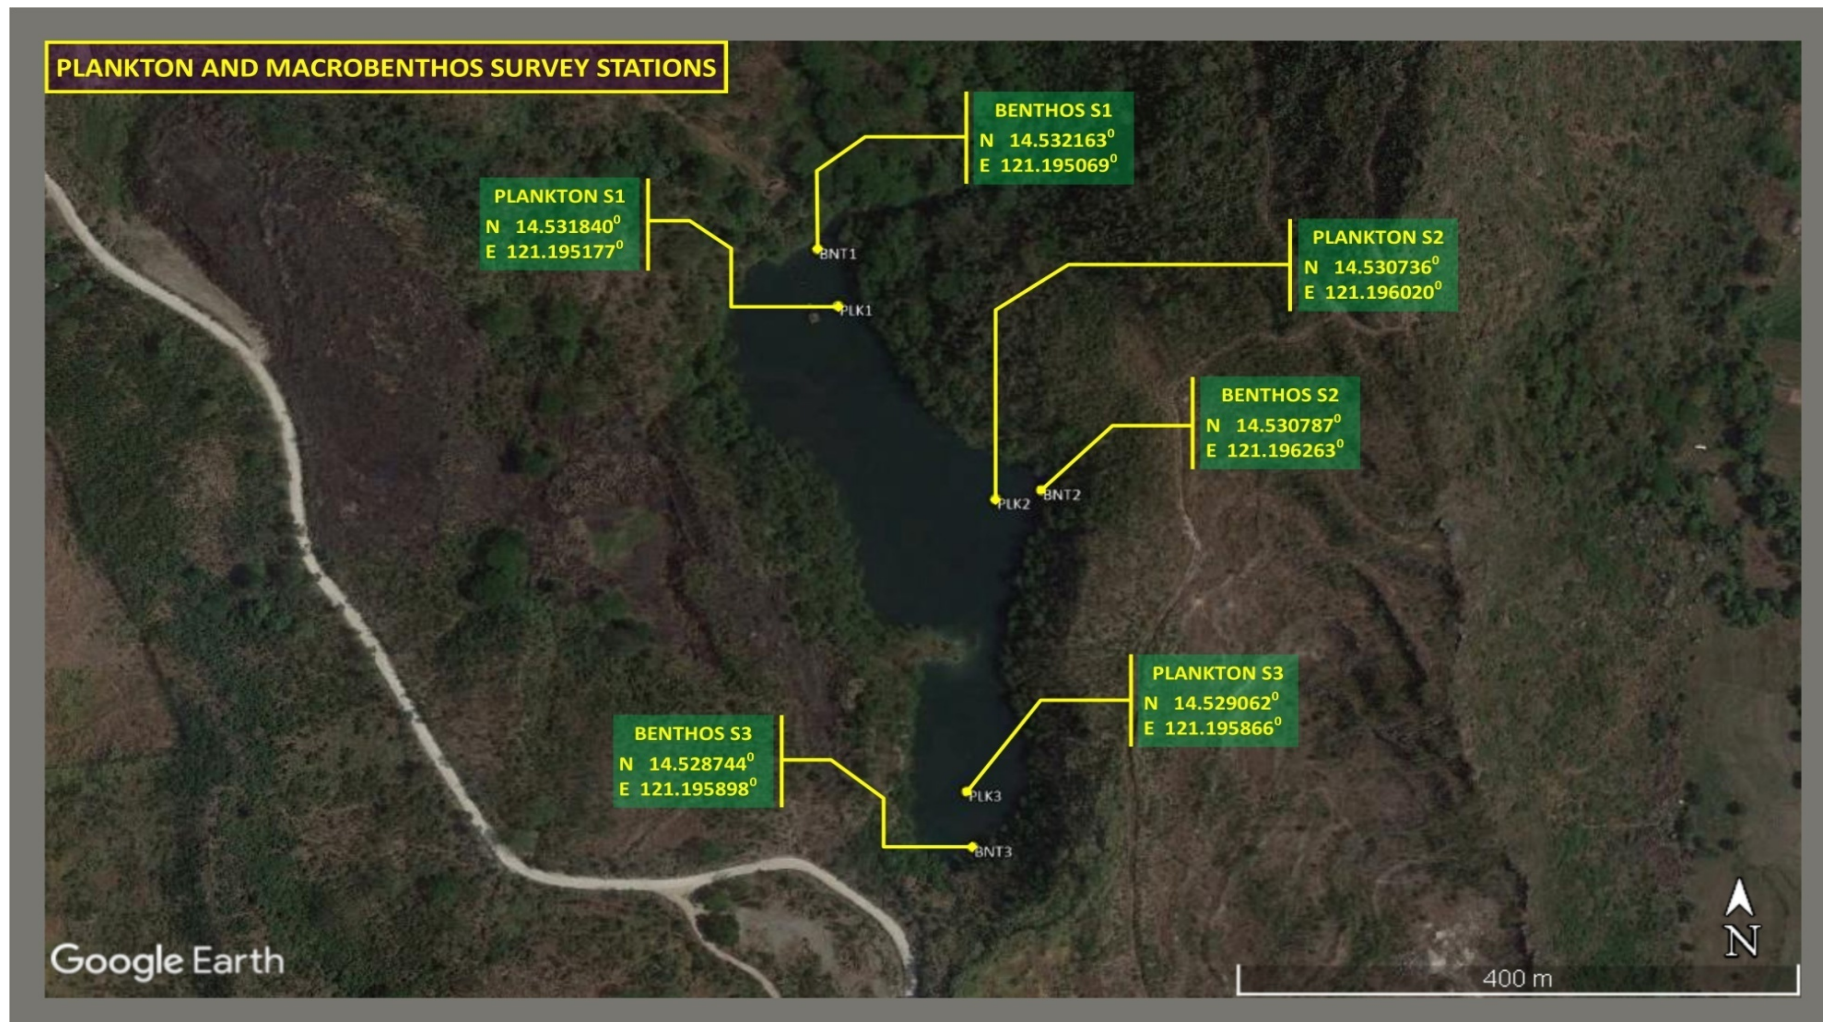 PLANKTON AND MACROBENTHOS SURVEY STATIONS
BENTHOS S1
N 14.532163⁰
E 121.195069⁰
PLANKTON S1
N 14.531840⁰
E 121.195177⁰
PLANKTON S2
N 14.530736⁰
E 121.196020⁰
BNT1
PLK1
BENTHOS S2
N 14.530787⁰
E 121.196263⁰
PLK2
BNT2
PLANKTON S3
N 14.529062⁰
E 121.195866⁰
BENTHOS S3
N 14.528744⁰
E 121.195898⁰
PLK3
BNT3
Google Earth
N
400 m